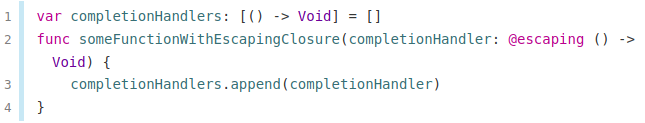 1 var completionHandlers: [() -> Void] = []
2 func someFunctionWithEscapingClosure(completionHandler: @escaping () ->
Void) {
3 completionHandlers.append(completionHandler)
4 }